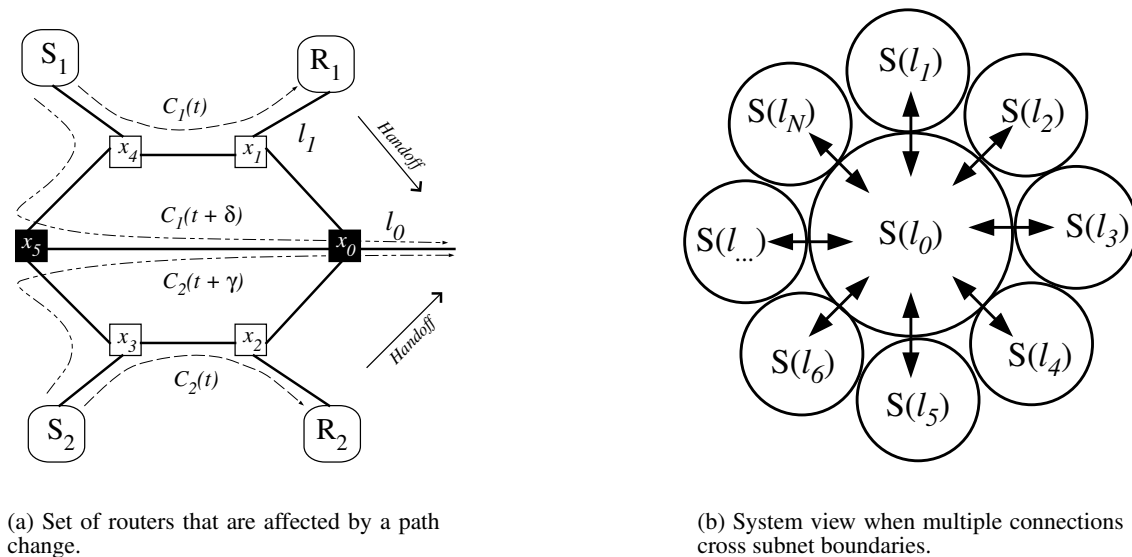 S1
R1
C1(t)
l1
Handoff
x4
x1
C1(t + δ)
l0
x5
x0
C2(t + γ)
x3
x2
Handoff
C2(t)
S2
R2
(a) Set of routers that are affected by a path
change.
S(l1)
S(lN)
S(l2)
S(l...)
S(l0)
S(l3)
S(l6)
S(l4)
S(l5)
(b) System view when multiple connections
cross subnet boundaries.